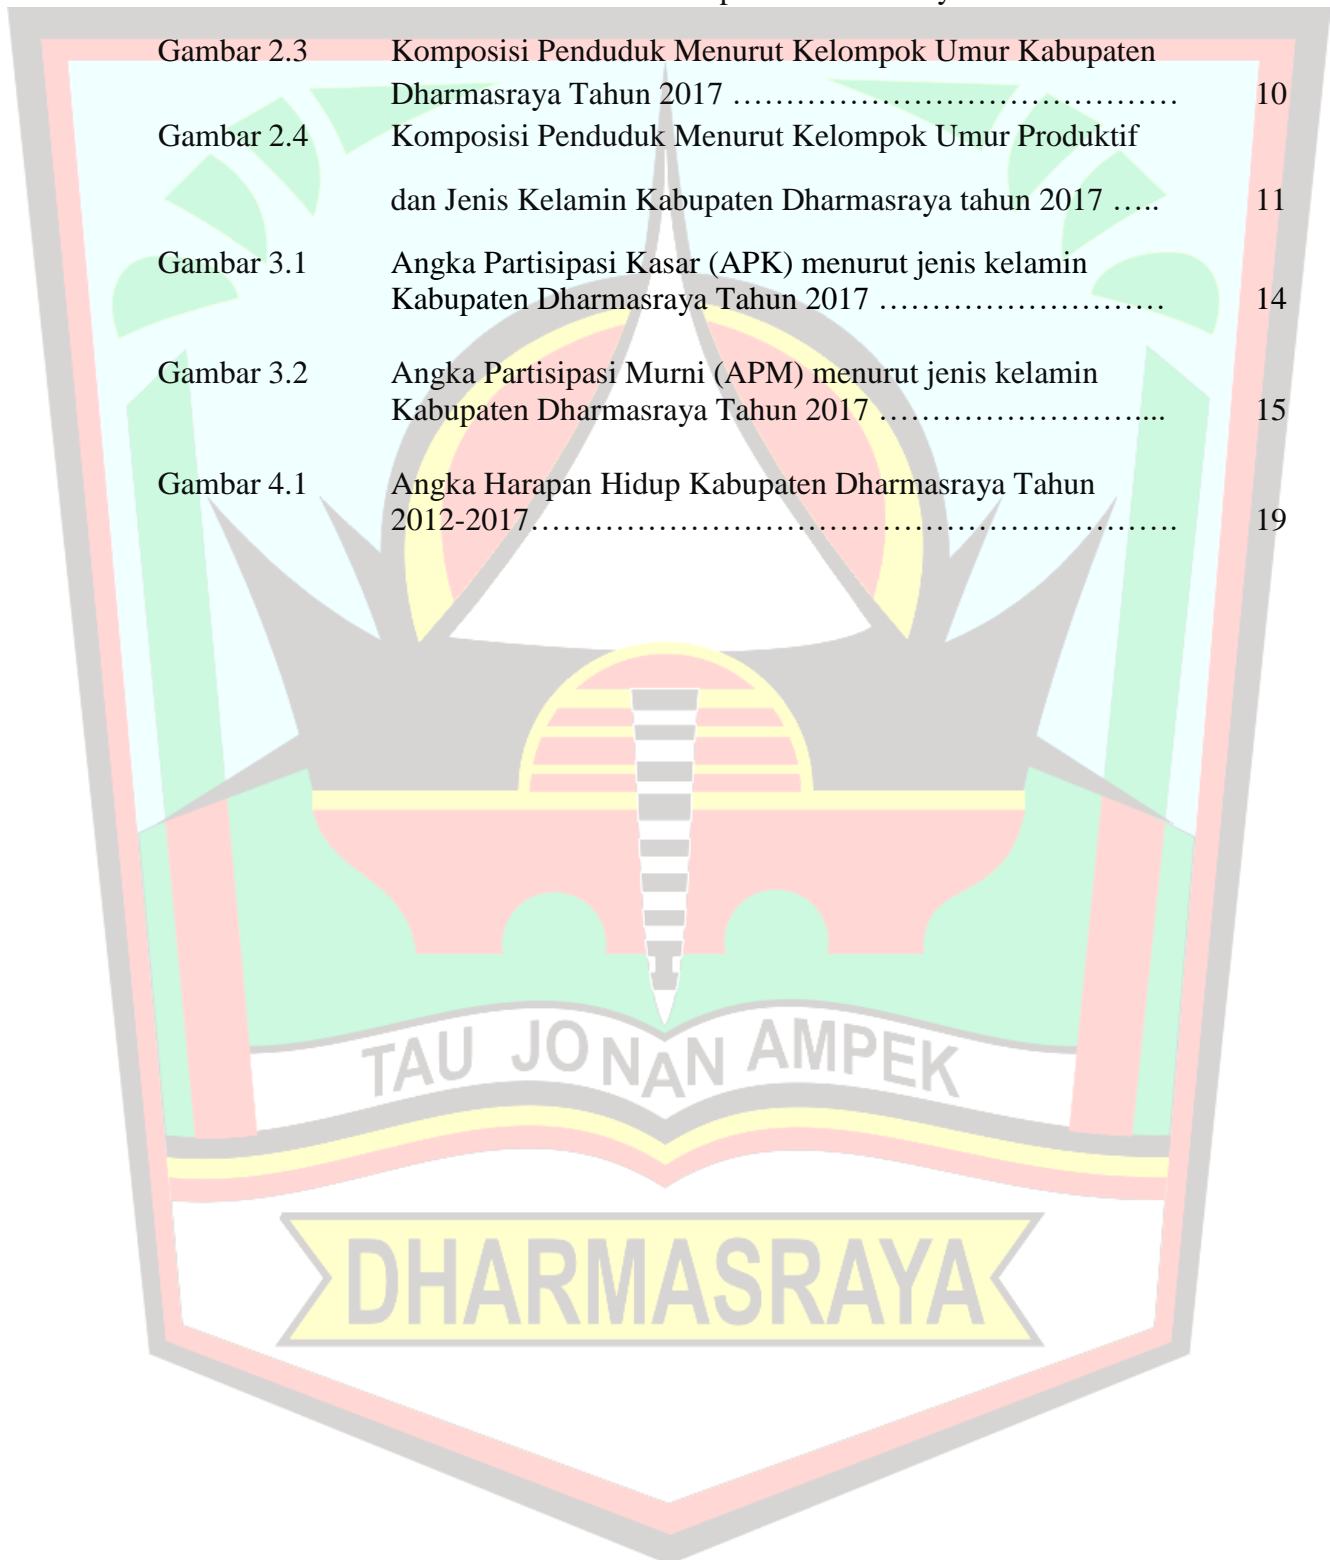 Gambar 2.3 Komposisi Penduduk Menurut Kelompok Umur Kabupaten
Dharmasraya Tahun 2017 …………………………………… 10
Gambar 2.4 Komposisi Penduduk Menurut Kelompok Umur Produktif
dan Jenis Kelamin Kabupaten Dharmasraya tahun 2017 ….. 11
Gambar 3.1 Angka Partisipasi Kasar (APK) menurut jenis kelamin
Kabupaten Dharmasraya Tahun 2017 ……………………… 14
Gambar 3.2 Angka Partisipasi Murni (APM) menurut jenis kelamin
Kabupaten Dharmasraya Tahun 2017 …………………….... 15
Gambar 4.1 Angka Harapan Hidup Kabupaten Dharmasraya Tahun
2012-2017……………………………………………………. 19
TAU JO NAN AMPEK
DHARMASRAYA